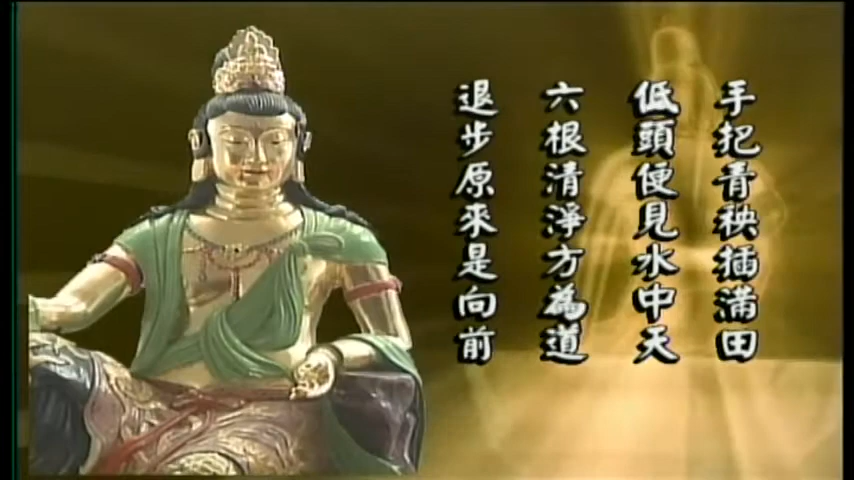 手把青秧插滿田
低頭便見水中天
六根清淨方為道
退步原來是向前